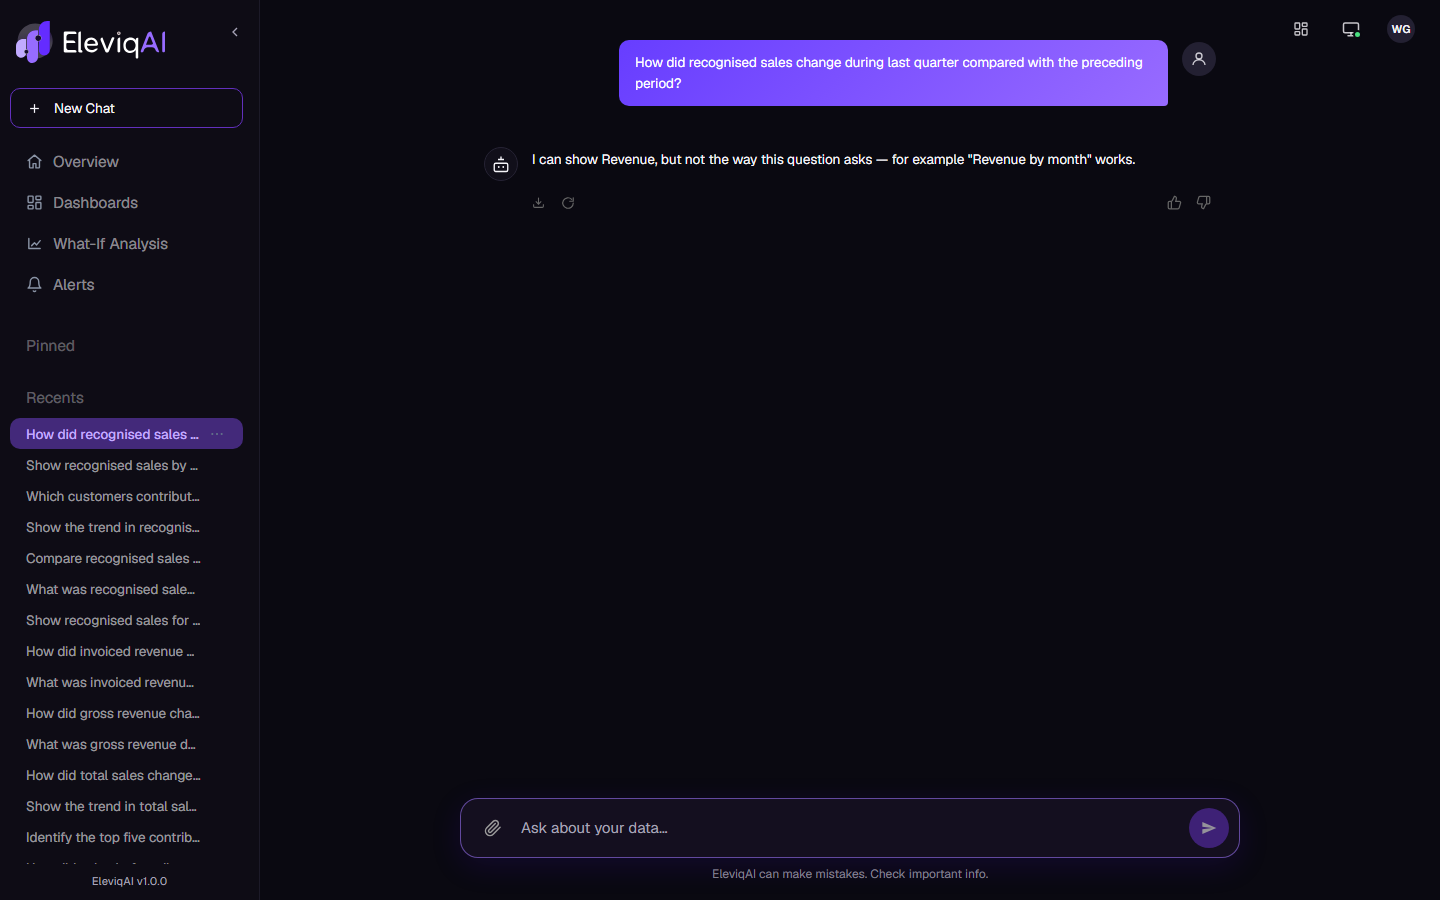 EleviqAI
New Chat
Overview
Dashboards
What-If Analysis
Alerts
Pinned
Recents
How did recognised sales ...
Show recognised sales by ...
Which customers contribut...
Show the trend in recognis...
Compare recognised sales ...
What was recognised sale...
Show recognised sales for ...
How did invoiced revenue ...
What was invoiced revenu...
How did gross revenue cha...
What was gross revenue d...
How did total sales change...
Show the trend in total sal...
Identify the top five contrib...
EleviqAI v1.0.0
WG
How did recognised sales change during last quarter compared with the preceding
period?
I can show Revenue, but not the way this question asks — for example "Revenue by month" works.
Ask about your data...
EleviqAI can make mistakes. Check important info.